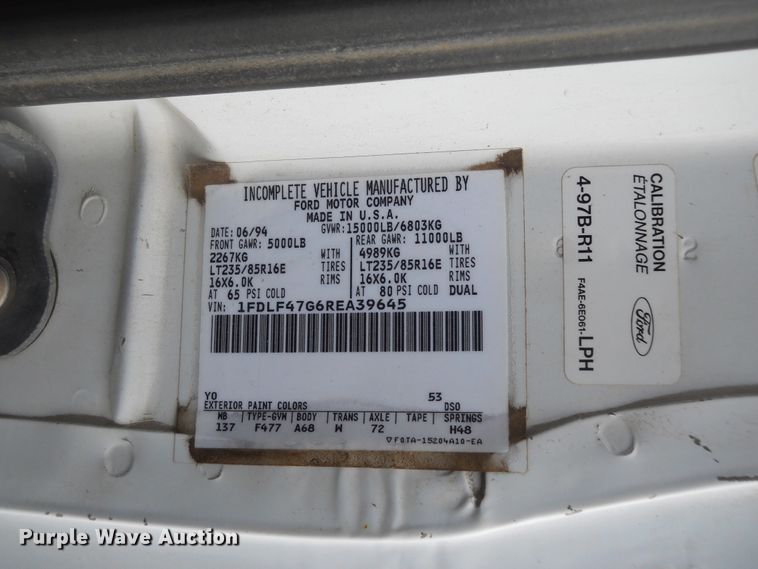 INCOMPLETE VEHICLE MANUFACTURED BY
FORD MOTOR COMPANY
MADE IN U.S.A.
DATE: 06/94 GVWR:15000LB/6803KG
FRONT GAWR: 5000LB REAR GAWR: 11000LB
2267KG WITH 4989KG WITH
LT235/85R16E TIRES LT235/85R16E TIRES
16X6.0K RIMS 16X6.0K RIMS
AT 65 PSI COLD AT 80 PSI COLD DUAL
VIN: 1FDLF47G6REA39645
YO 53
EXTERIOR PAINT COLORS DSO
WB TYPE-GVW BODY TRANS AXLE TAPE SPRINGS
137 F477 A68 W 72 H48
F0TA-15204A10-EA
CALIBRATION
ÉTALONNAGE
4-97B-R11
F4AE-6E061-LPH
Ford
Purple Wave Auction